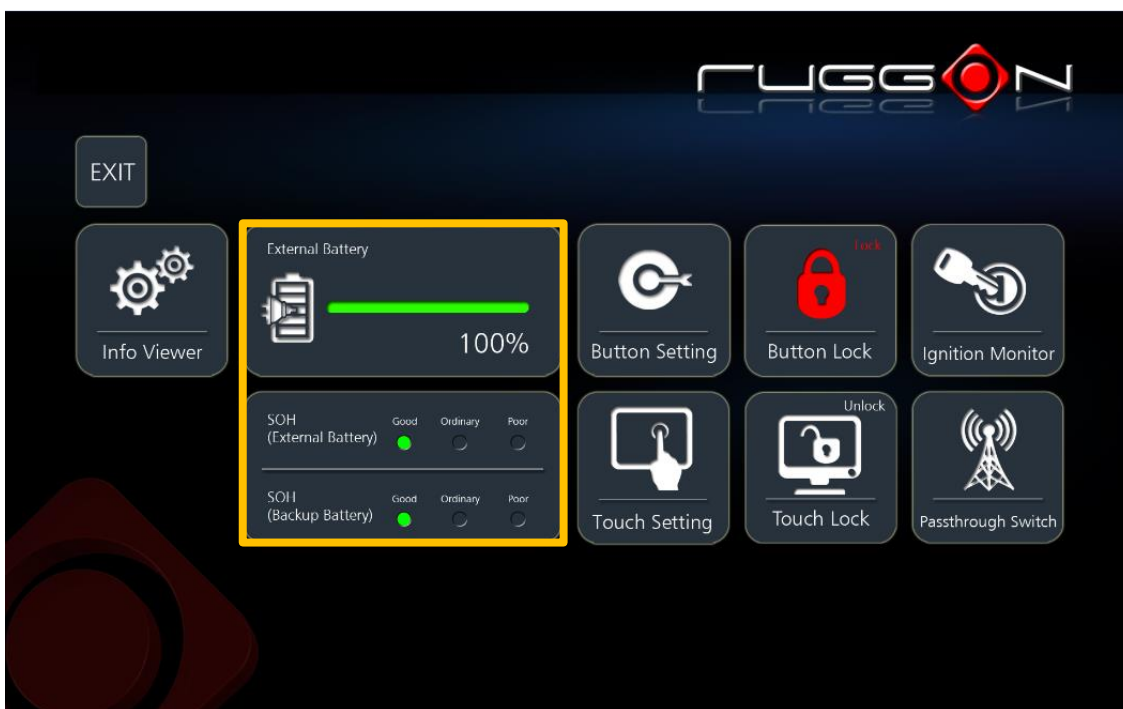 RUGGON
EXIT
Info Viewer
External Battery
100%
Button Setting
Lock
Button Lock
Ignition Monitor
SOH
(External Battery)
Good Ordinary Poor
SOH
(Backup Battery)
Good Ordinary Poor
Touch Setting
Unlock
Touch Lock
Passthrough Switch